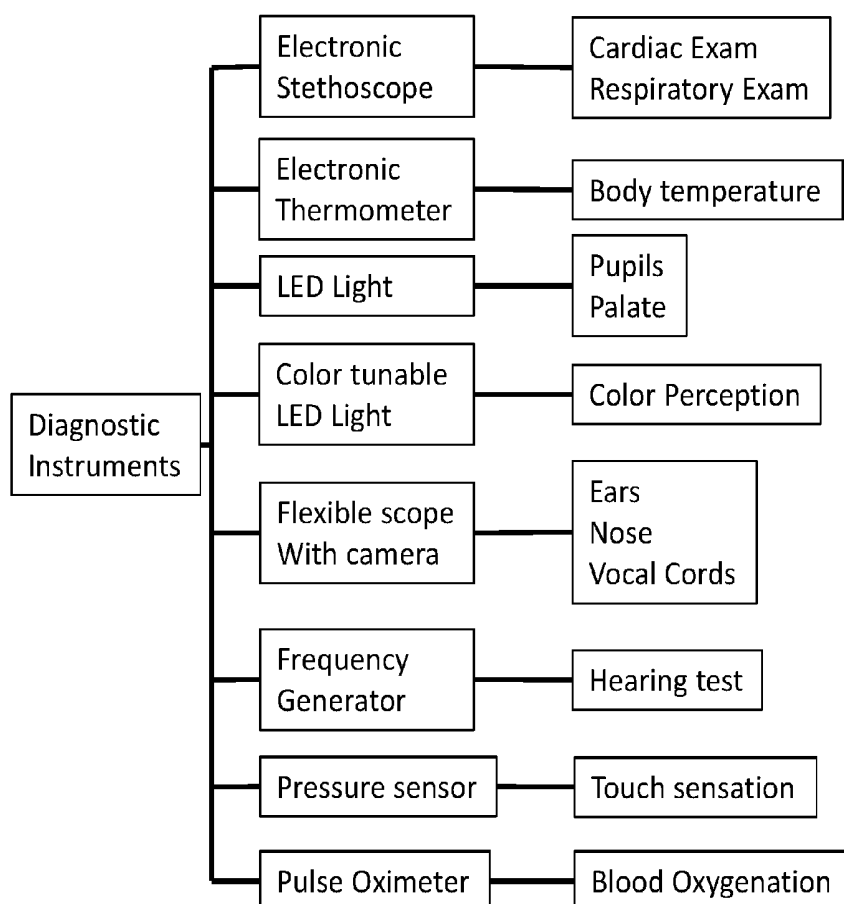 Diagnostic
Instruments
Electronic
Stethoscope
Cardiac Exam
Respiratory Exam
Electronic
Thermometer
Body temperature
LED Light
Pupils
Palate
Color tunable
LED Light
Color Perception
Flexible scope
With camera
Ears
Nose
Vocal Cords
Frequency
Generator
Hearing test
Pressure sensor
Touch sensation
Pulse Oximeter
Blood Oxygenation